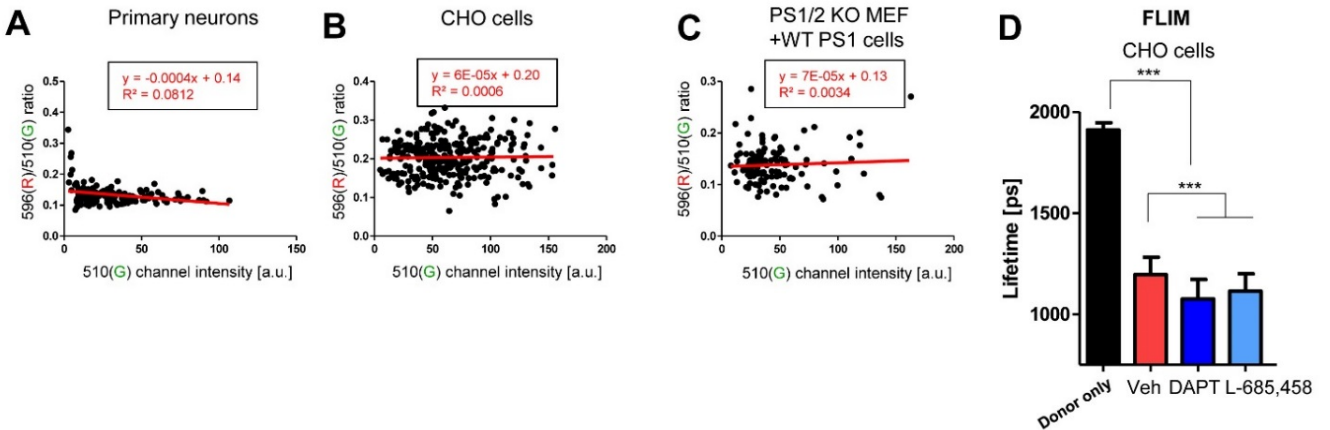 A
Primary neurons
y = -0.0004x + 0.14
R² = 0.0812
596(R)/510(G) ratio
0.5
0.4
0.3
0.2
0.1
0.0
0
50
100
150
510(G) channel intensity [a.u.]
B
CHO cells
y = 6E-05x + 0.20
R² = 0.0006
596(R)/510(G) ratio
0.4
0.3
0.2
0.1
0.0
0
50
100
150
200
510(G) channel intensity [a.u.]
C
PS1/2 KO MEF
+WT PS1 cells
y = 7E-05x + 0.13
R² = 0.0034
596(R)/510(G) ratio
0.3
0.2
0.1
0.0
0
50
100
150
200
510(G) channel intensity [a.u.]
D
FLIM
CHO cells
***
***
Lifetime [ps]
2000
1500
1000
Donor only
Veh
DAPT
L-685,458